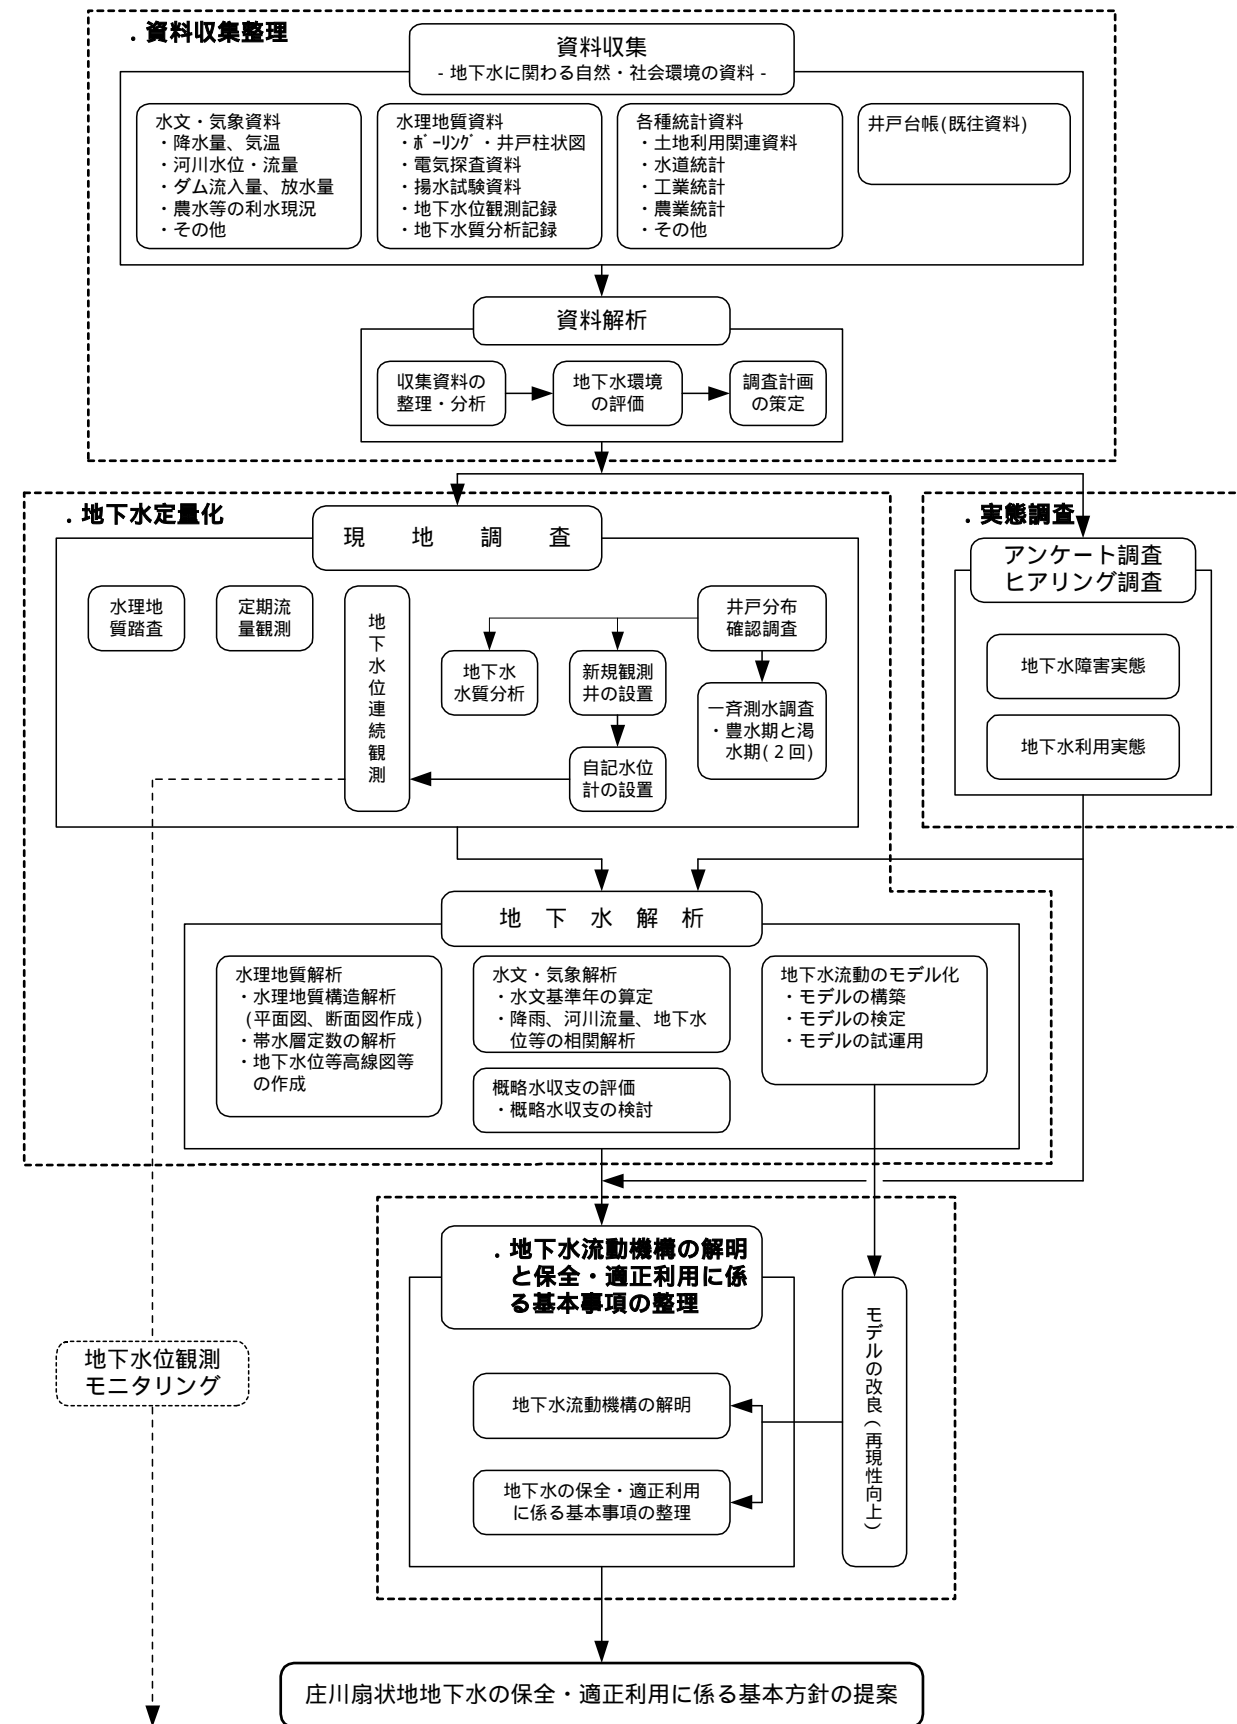 ．資料収集整理
資料収集
- 地下水に関わる自然・社会環境の資料 -
水文・気象資料
・降水量、気温
・河川水位・流量
・ダム流入量、放水量
・農水等の利水現況
・その他
水理地質資料
・ﾎﾞｰﾘﾝｸﾞ・井戸柱状図
・電気探査資料
・揚水試験資料
・地下水位観測記録
・地下水質分析記録
各種統計資料
・土地利用関連資料
・水道統計
・工業統計
・農業統計
・その他
井戸台帳(既往資料)
資料解析
収集資料の
整理・分析
地下水環境
の評価
調査計画
の策定
．地下水定量化
現 地 調 査
水理地
質踏査
定期流
量観測
地下水位連続観測
地下水
水質分析
新規観測
井の設置
自記水位
計の設置
井戸分布
確認調査
一斉測水調査
・豊水期と渇
水期(２回)
．実態調査
アンケート調査
ヒアリング調査
地下水障害実態
地下水利用実態
地 下 水 解 析
水理地質解析
・水理地質構造解析
(平面図、断面図作成)
・帯水層定数の解析
・地下水位等高線図等
の作成
水文・気象解析
・水文基準年の算定
・降雨、河川流量、地下水
位等の相関解析
概略水収支の評価
・概略水収支の検討
地下水流動のモデル化
・モデルの構築
・モデルの検定
・モデルの試運用
．地下水流動機構の解明
と保全・適正利用に係
る基本事項の整理
地下水流動機構の解明
地下水の保全・適正利用
に係る基本事項の整理
モデルの改良(再現性向上)
地下水位観測
モニタリング
庄川扇状地地下水の保全・適正利用に係る基本方針の提案